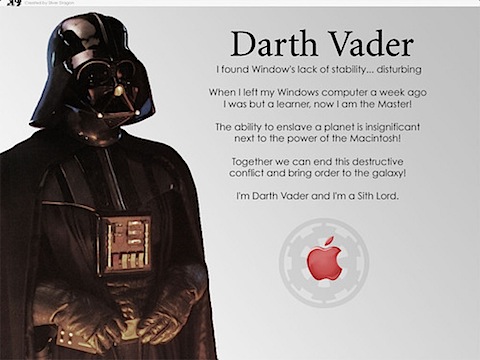 Created by Silver Dragon
Darth Vader
I found Window's lack of stability... disturbing
When I left my Windows computer a week ago
I was but a learner, now I am the Master!
The ability to enslave a planet is insignificant
next to the power of the Macintosh!
Together we can end this destructive
conflict and bring order to the galaxy!
I'm Darth Vader and I'm a Sith Lord.